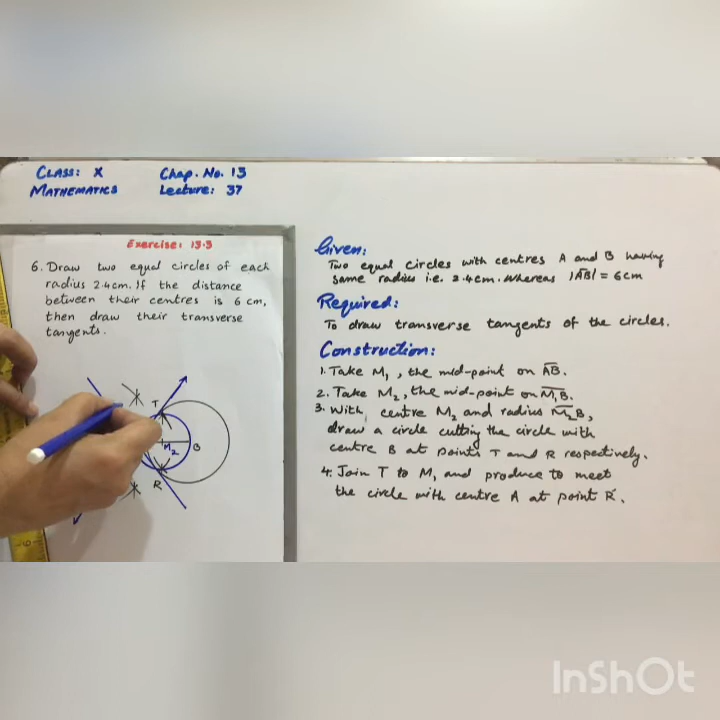 CLASS: X
Chap. No. 13
MATHEMATICS
Lecture: 37
Exercise: 13.3
6. Draw two equal circles of each
radius 2.4cm. If the distance
between their centres is 6 cm,
then draw their transverse
tangents.
T
M2
B
R
Given:
Two equal circles with centres A and B having
same radius i.e. 2.4cm. Whereas |AB| = 6cm
Required:
To draw transverse tangents of the circles.
Construction:
1. Take M1, the mid-point on AB.
2. Take M2, the mid-point on M1B.
3. With centre M2 and radius M2B,
draw a circle cutting the circle with
centre B at points T and R respectively.
4. Join T to M1 and produce to meet
the circle with centre A at point R'.
InShOt